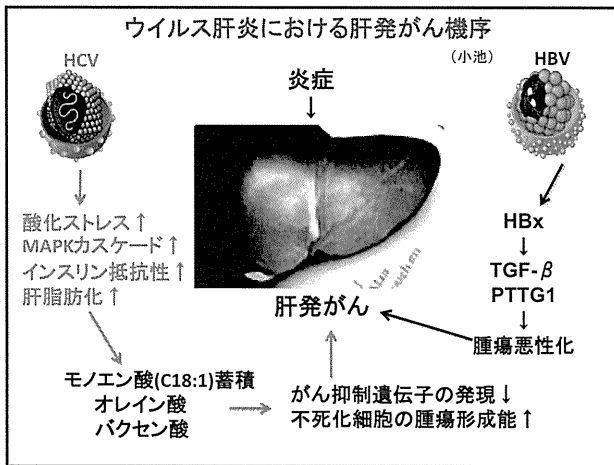 ウイルス肝炎における肝発がん機序
(小池)
HCV
HBV
炎症
酸化ストレス↑
MAPKカスケード↑
インスリン抵抗性↑
肝脂肪化↑
HBx
TGF-β
PTTG1
腫瘍悪性化
肝発がん
モノエン酸(C18:1)蓄積
オレイン酸
バクセン酸
がん抑制遺伝子の発現↓
不死化細胞の腫瘍形成能↑